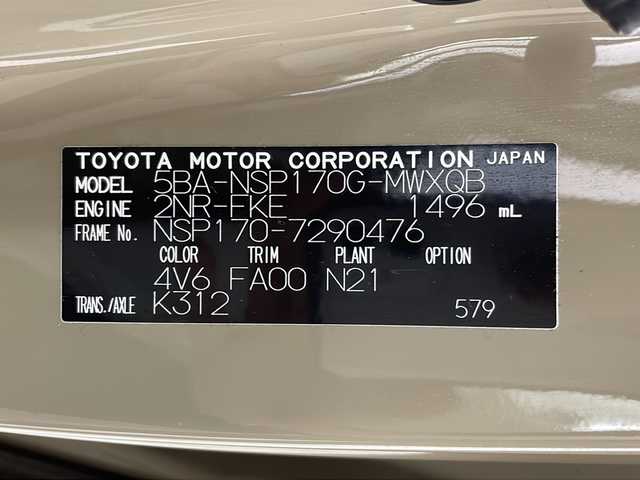 TOYOTA MOTOR CORPORATION JAPAN
MODEL 5BA-NSP170G-MWXQB
ENGINE 2NR-FKE 1496 mL
FRAME No. NSP170-7290476
COLOR TRIM PLANT OPTION
4V6 FA00 N21
TRANS./AXLE K312
579